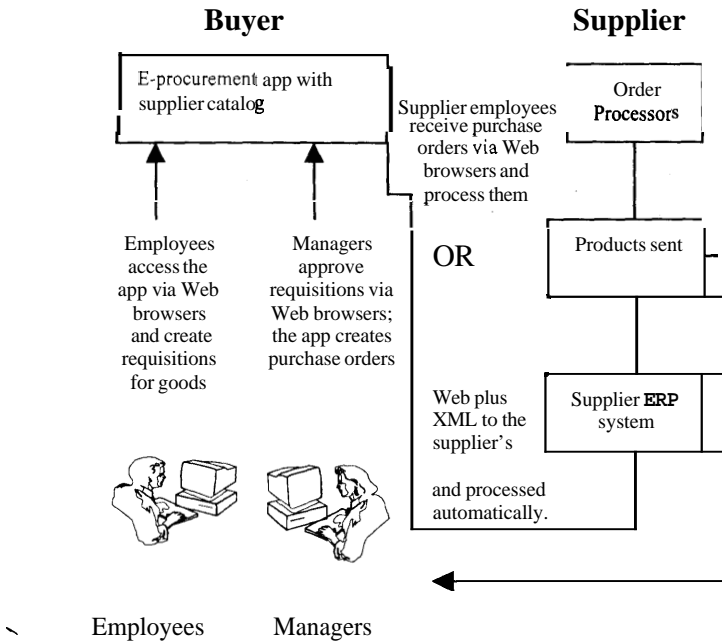 Buyer
Supplier
E-procurement app with
supplier catalog
Supplier employees
receive purchase
orders via Web
browsers and
process them
Order
Processors
Employees
access the
app via Web
browsers
and create
requisitions
for goods
Managers
approve
requisitions via
Web browsers;
the app creates
purchase orders
OR
Products sent
Web plus
XML to the
supplier's
and processed
automatically.
Supplier ERP
system
Employees
Managers